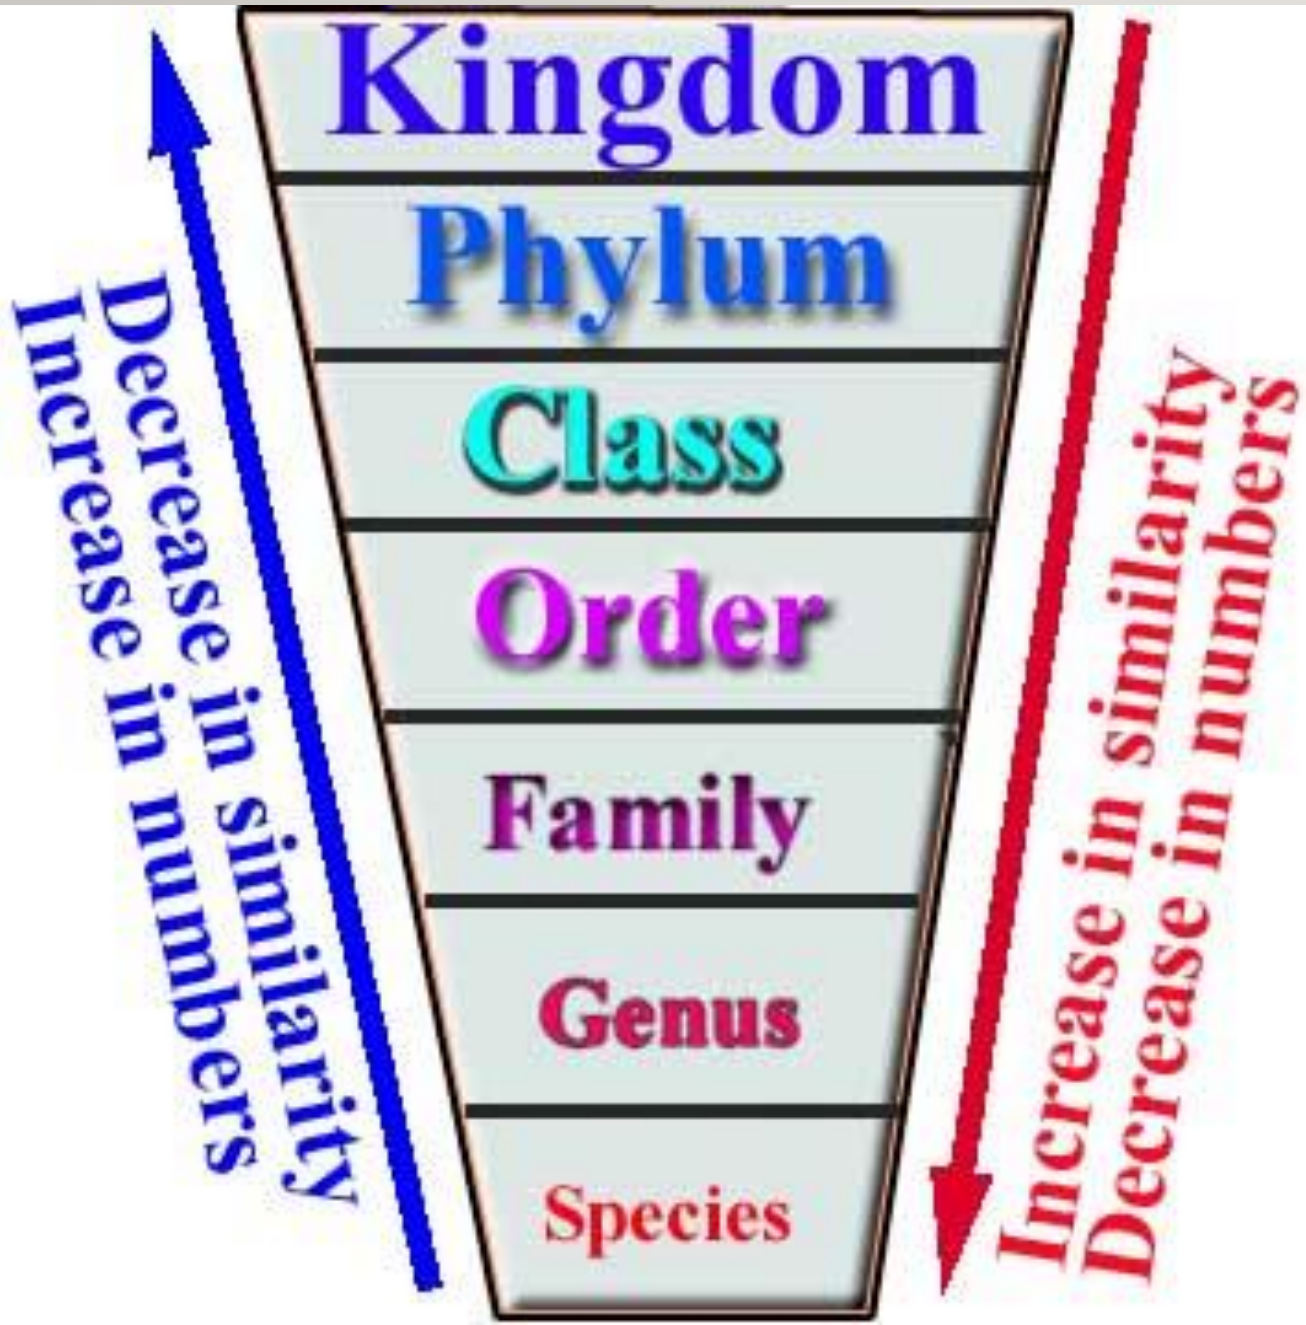 Kingdom
Phylum
Class
Order
Family
Genus
Species
Decrease in similarity
Increase in numbers
Increase in similarity
Decrease in numbers